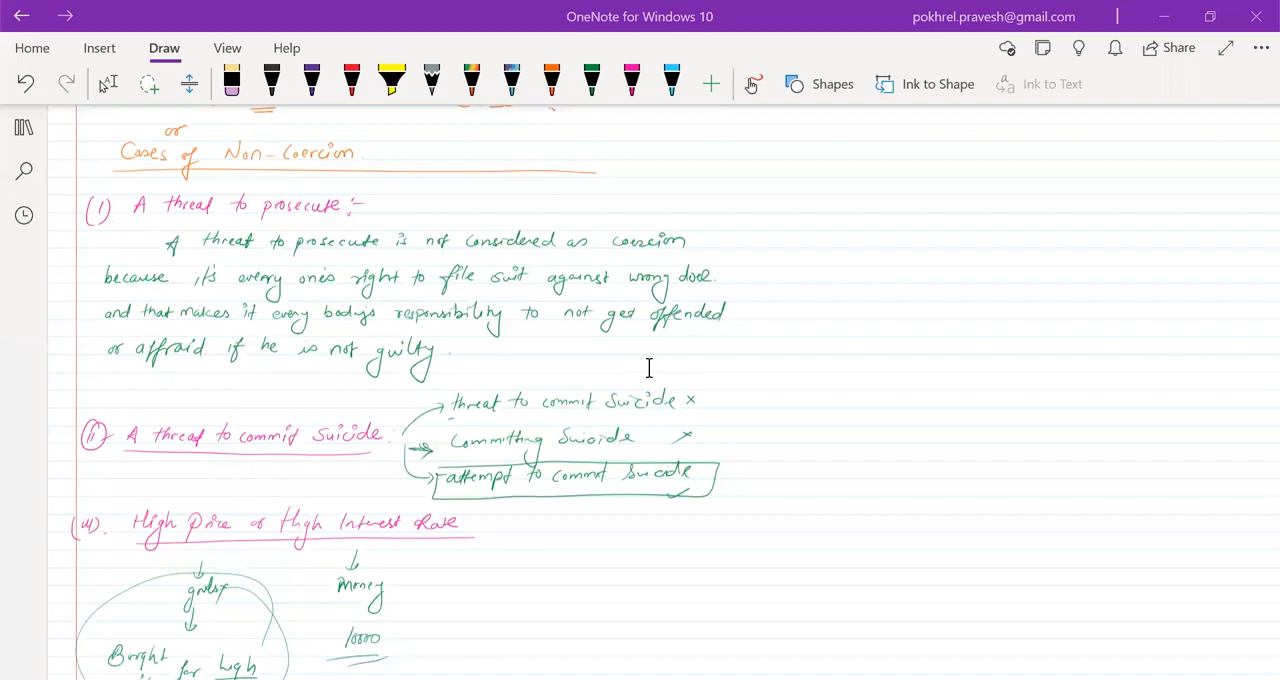 OneNote for Windows 10
pokhrel.pravesh@gmail.com
Home Insert Draw View Help
Share
Shapes
Ink to Shape
Ink to Text
or
Cases of Non-Coercion
(1) A threat to prosecute:-
A threat to prosecute is not considered as coercion
because it's every one's right to file suit against wrong doer.
and that makes it every body's responsibility to not get offended
or affraid if he is not guilty.
threat to commit suicide ×
(ii) A threat to commit suicide:
Committing Suicide ×
attempt to commit suicide
(iii). High Price or High Interest Rate
Money
10000
Bought for high